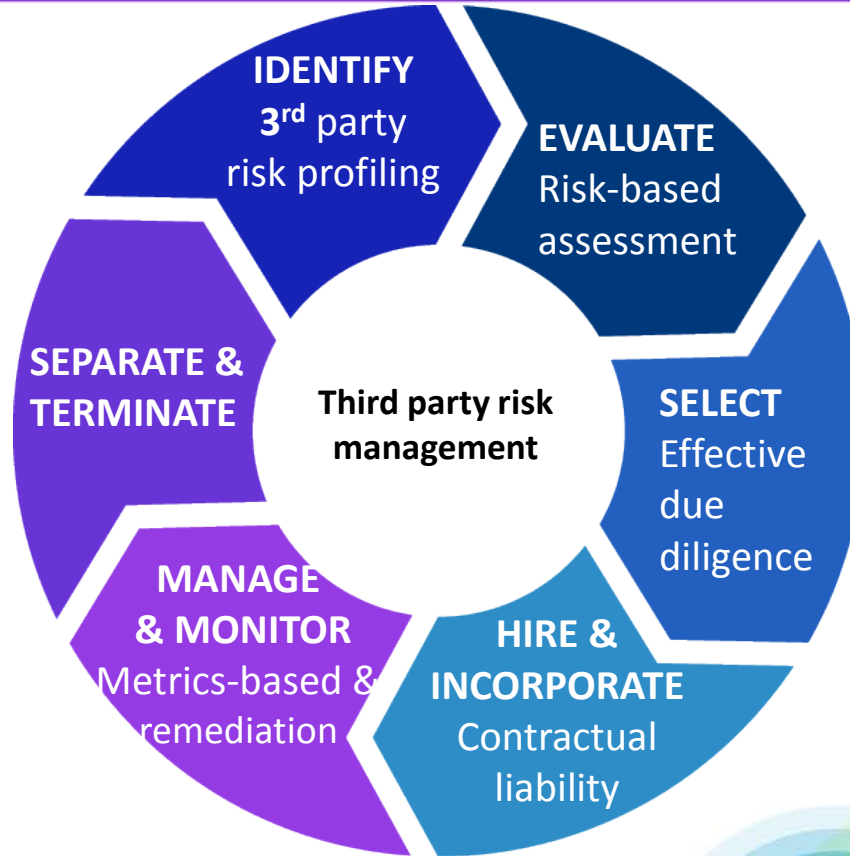 IDENTIFY
3rd party
risk profiling
EVALUATE
Risk-based
assessment
SELECT
Effective
due
diligence
HIRE &
INCORPORATE
Contractual
liability
MANAGE
& MONITOR
Metrics-based &
remediation
SEPARATE &
TERMINATE
Third party risk
management